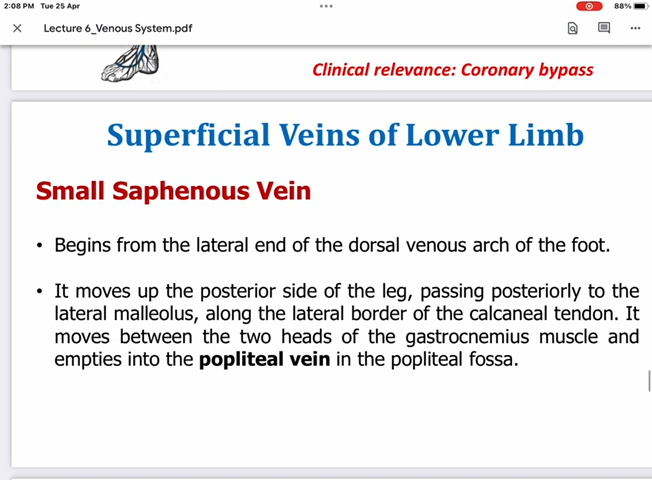 2:08 PM Tue 25 Apr
88%
Lecture 6_Venous System.pdf
Clinical relevance: Coronary bypass
Superficial Veins of Lower Limb
Small Saphenous Vein
• Begins from the lateral end of the dorsal venous arch of the foot.
• It moves up the posterior side of the leg, passing posteriorly to the
lateral malleolus, along the lateral border of the calcaneal tendon. It
moves between the two heads of the gastrocnemius muscle and
empties into the popliteal vein in the popliteal fossa.